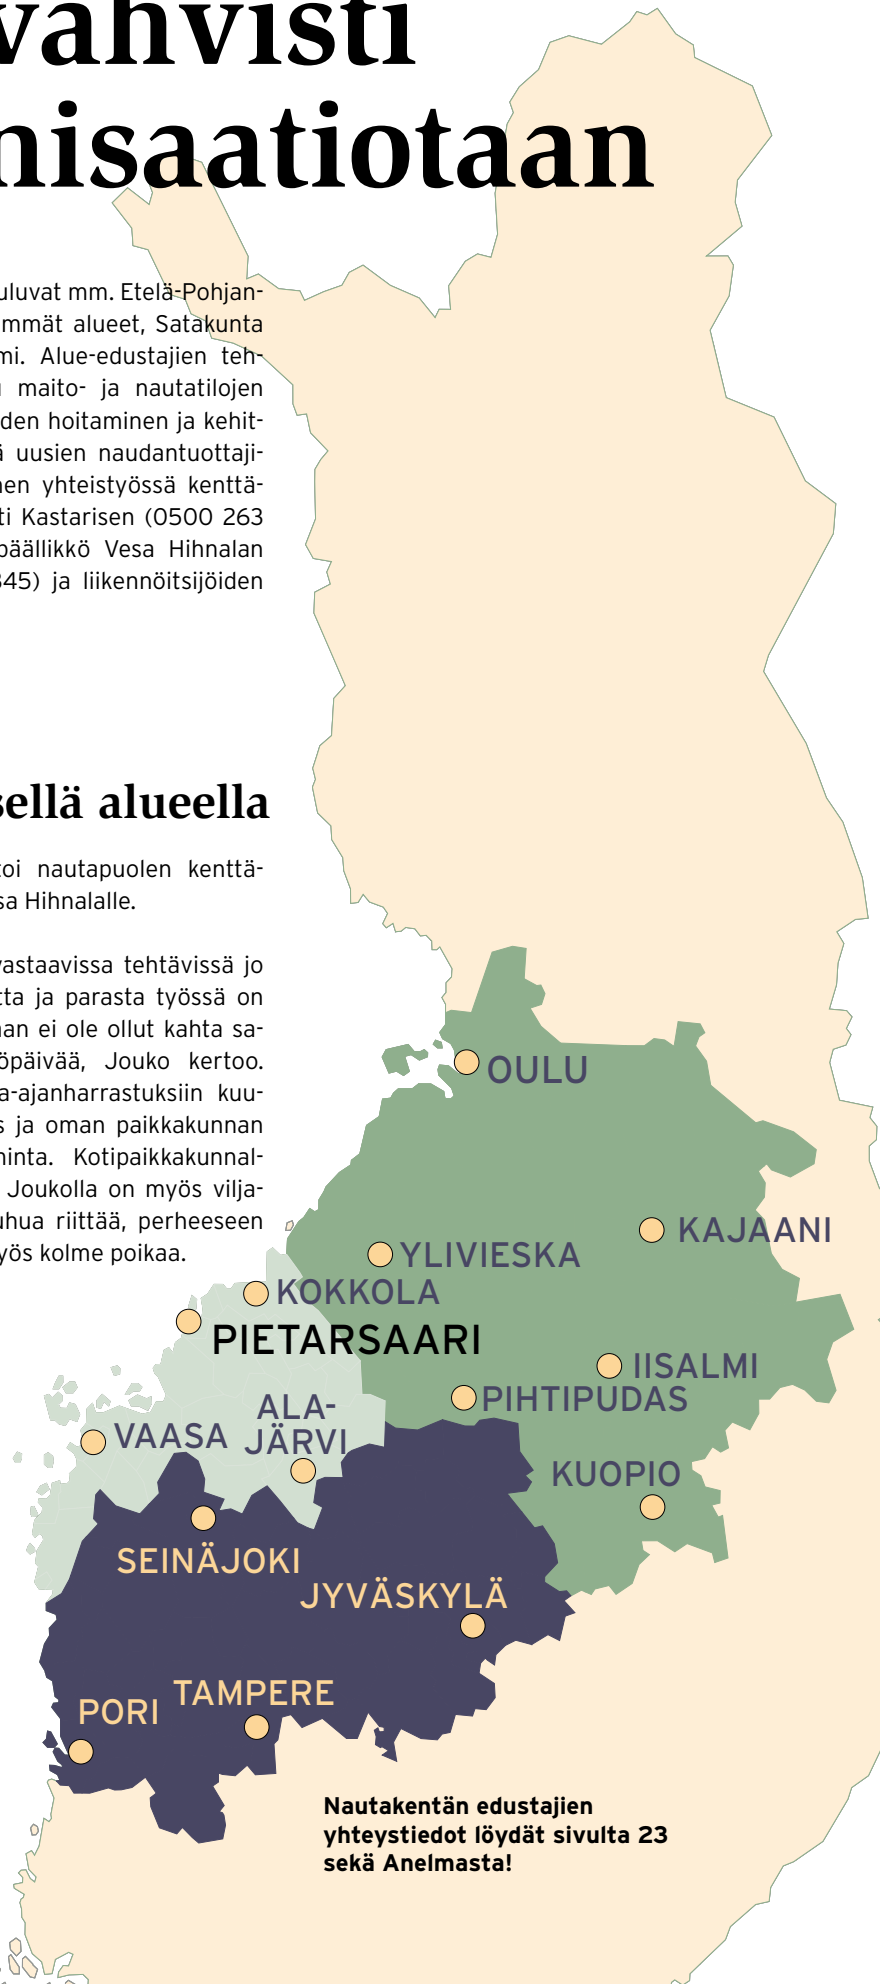 vahvisti
nisaatiotaan
uluvat mm. Etelä-Pohjan-
mmät alueet, Satakunta
mi. Alue-edustajien teh-
maito- ja nautatilojen
den hoitaminen ja kehit-
ä uusien naudantuottaji-
nen yhteistyössä kenttä-
ti Kastarisen (0500 263
päällikkö Vesa Hihnalan
345) ja liikennöitsijöiden
sellä alueella
toi nautapuolen kenttä-
sa Hihnalalle.
vastaavissa tehtävissä jo
tta ja parasta työssä on
aan ei ole ollut kahta sa-
öpäivää, Jouko kertoo.
a-ajanharrastuksiin kuu-
s ja oman paikkakunnan
ninta. Kotipaikkakunnal-
Joukolla on myös vilja-
uhua riittää, perheeseen
yös kolme poikaa.
OULU
KAJAANI
YLIVIESKA
KOKKOLA
PIETARSAARI
IISALMI
PIHTIPUDAS
ALA-
JÄRVI
VAASA
KUOPIO
SEINÄJOKI
JYVÄSKYLÄ
TAMPERE
PORI
Nautakentän edustajien
yhteystiedot löydät sivulta 23
sekä Anelmasta!